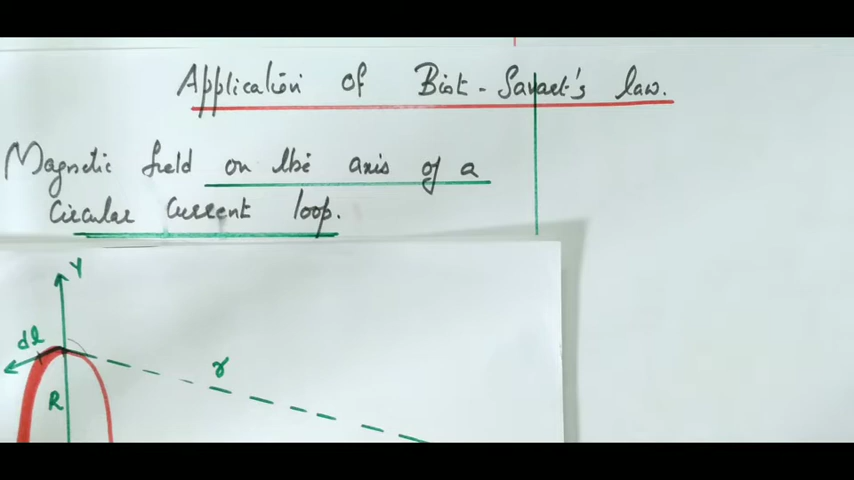 Application of Biot-Savart's law.
Magnetic field on the axis of a
circular current loop.
Y
dl
r
R